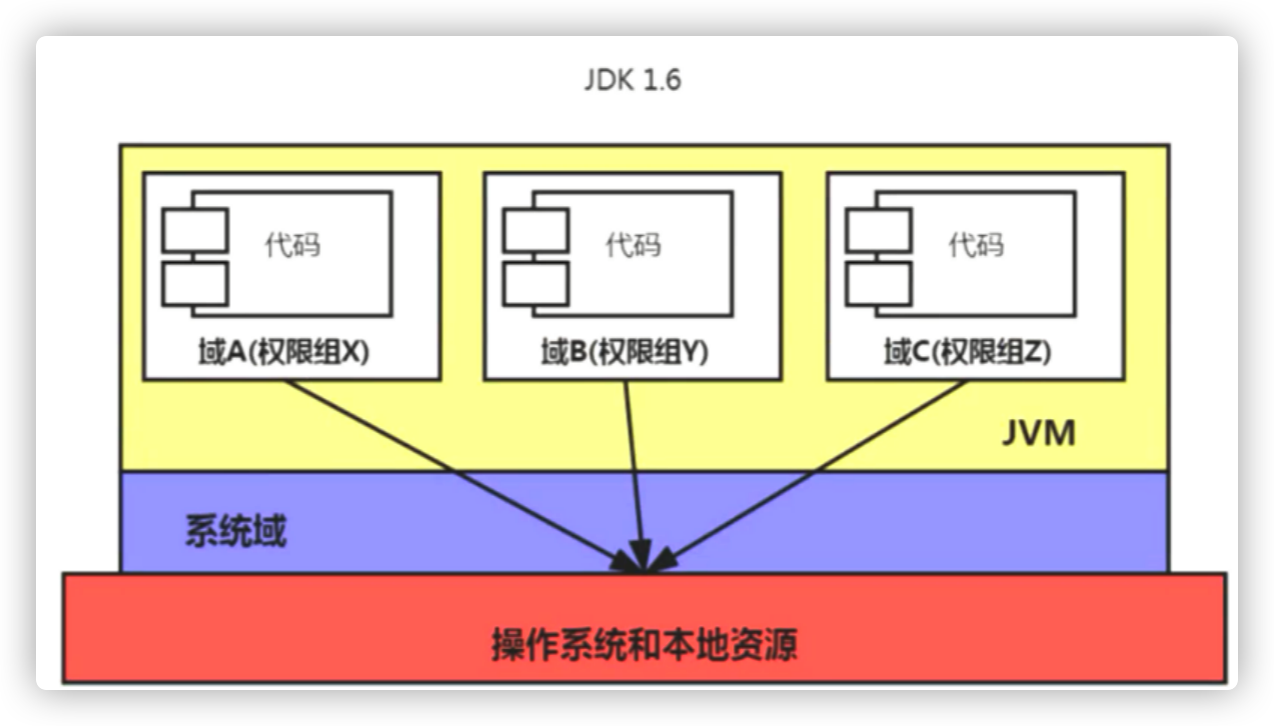 JDK 1.6
代码
代码
代码
域A(权限组X)
域B(权限组Y)
域C(权限组Z)
JVM
系统域
操作系统和本地资源